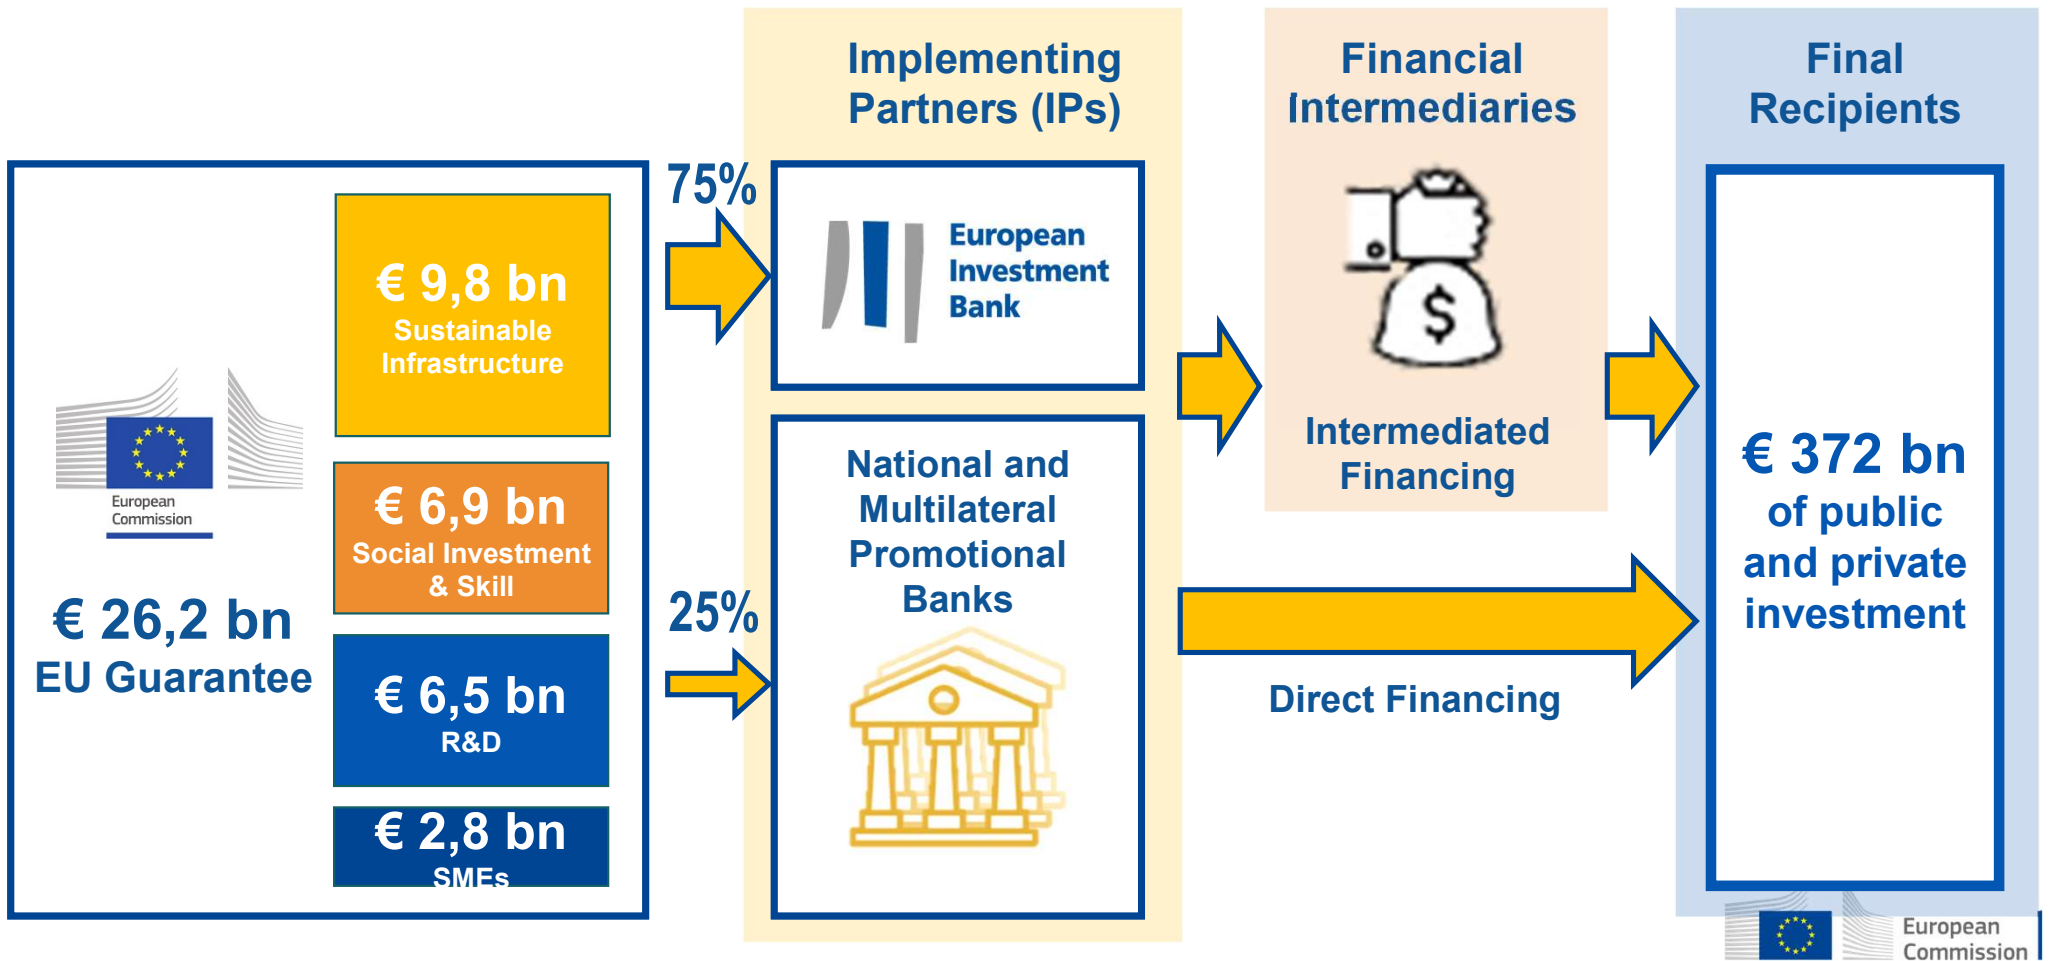 European
Commission
€ 26,2 bn
EU Guarantee
€ 9,8 bn
Sustainable
Infrastructure
€ 6,9 bn
Social Investment
& Skill
€ 6,5 bn
R&D
€ 2,8 bn
SMEs
75%
25%
Implementing
Partners (IPs)
European
Investment
Bank
National and
Multilateral
Promotional
Banks
Financial
Intermediaries
$
Intermediated
Financing
Direct Financing
Final
Recipients
€ 372 bn
of public
and private
investment
European
Commission